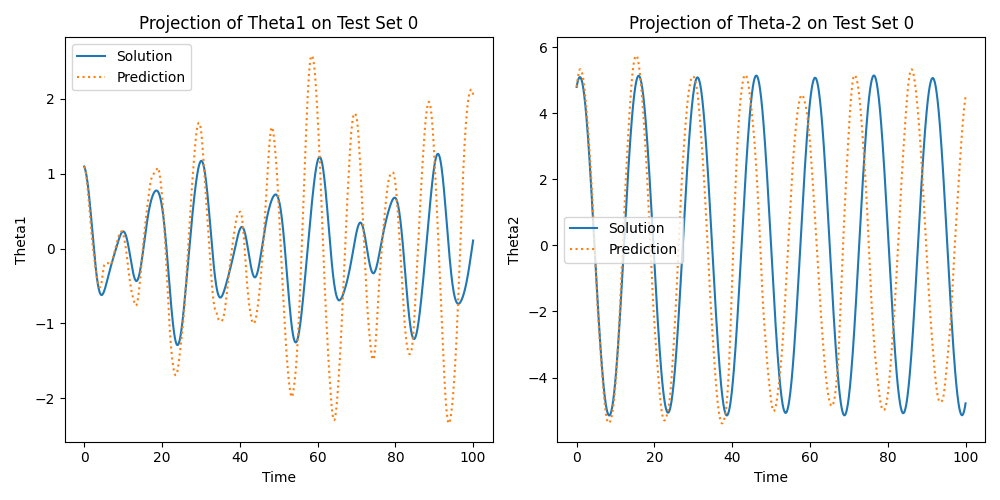 Projection of Theta1 on Test Set 0
Solution
Prediction
Theta1
2
1
0
−1
−2
0
20
40
60
80
100
Time
Projection of Theta-2 on Test Set 0
Solution
Prediction
Theta2
6
4
2
0
−2
−4
0
20
40
60
80
100
Time